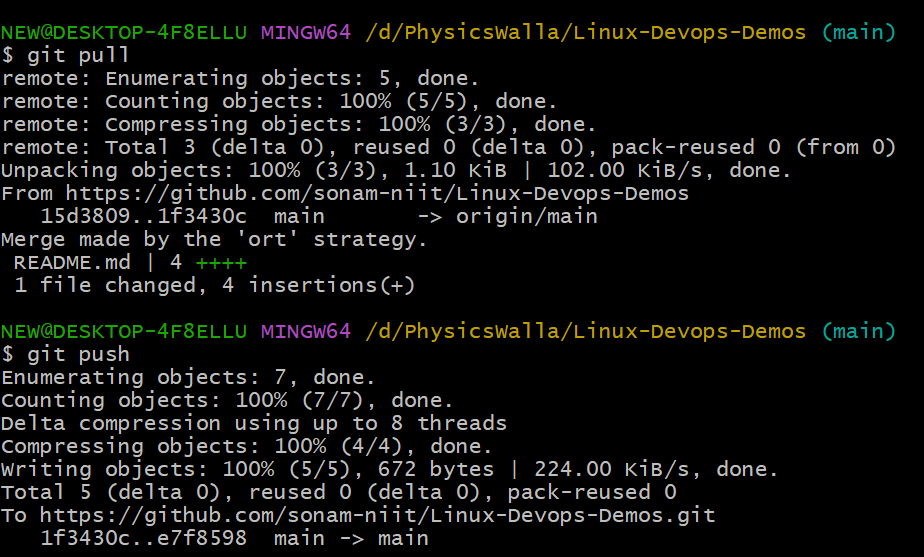 NEW@DESKTOP-4F8ELLU MINGW64 /d/PhysicsWalla/Linux-Devops-Demos (main)
$ git pull
remote: Enumerating objects: 5, done.
remote: Counting objects: 100% (5/5), done.
remote: Compressing objects: 100% (3/3), done.
remote: Total 3 (delta 0), reused 0 (delta 0), pack-reused 0 (from 0)
Unpacking objects: 100% (3/3), 1.10 KiB | 102.00 KiB/s, done.
From https://github.com/sonam-niit/Linux-Devops-Demos
   15d3809..1f3430c  main       -> origin/main
Merge made by the 'ort' strategy.
 README.md | 4 ++++
 1 file changed, 4 insertions(+)
NEW@DESKTOP-4F8ELLU MINGW64 /d/PhysicsWalla/Linux-Devops-Demos (main)
$ git push
Enumerating objects: 7, done.
Counting objects: 100% (7/7), done.
Delta compression using up to 8 threads
Compressing objects: 100% (4/4), done.
Writing objects: 100% (5/5), 672 bytes | 224.00 KiB/s, done.
Total 5 (delta 0), reused 0 (delta 0), pack-reused 0
To https://github.com/sonam-niit/Linux-Devops-Demos.git
   1f3430c..e7f8598  main -> main